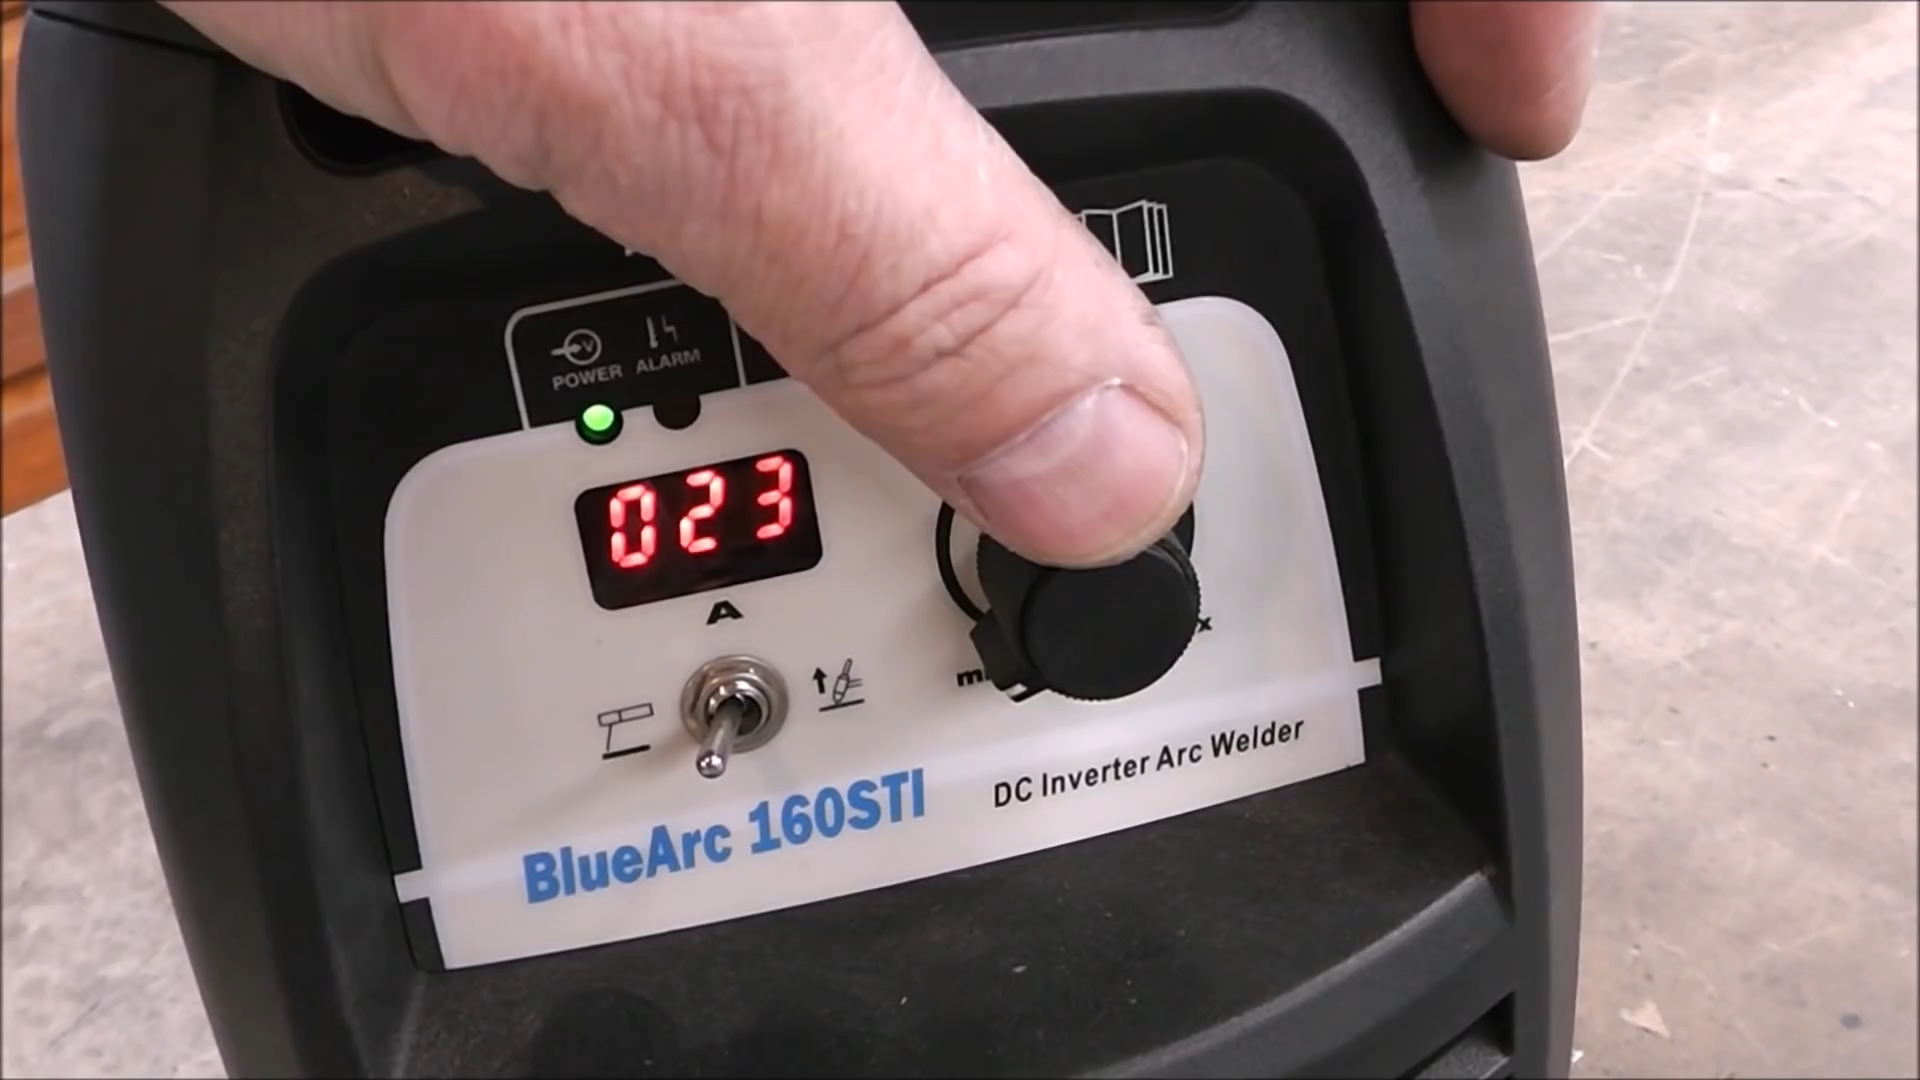 POWER ALARM
023
A
BlueArc 160STI
DC Inverter Arc Welder